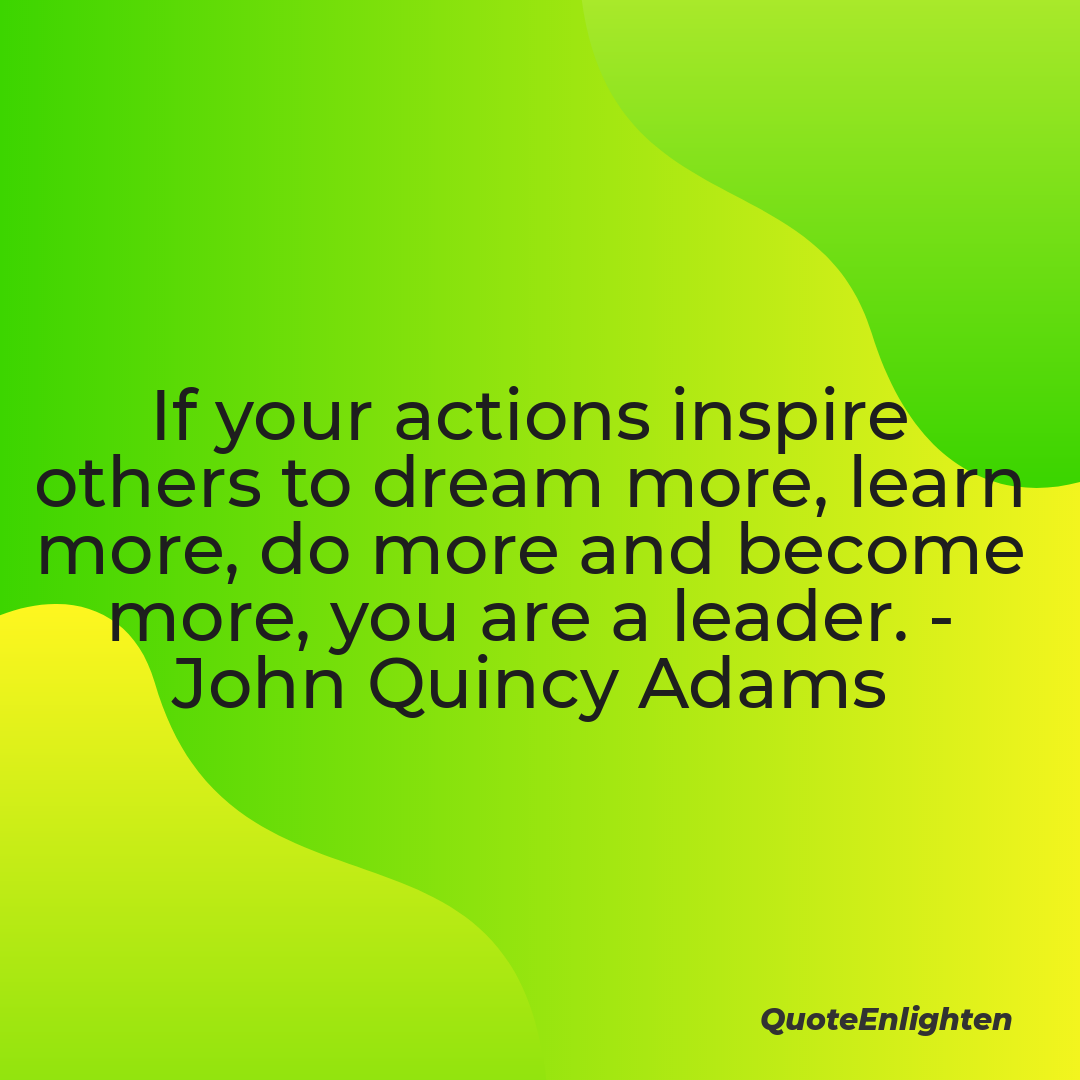 If your actions inspire
others to dream more, learn
more, do more and become
more, you are a leader. -
John Quincy Adams
QuoteEnlighten